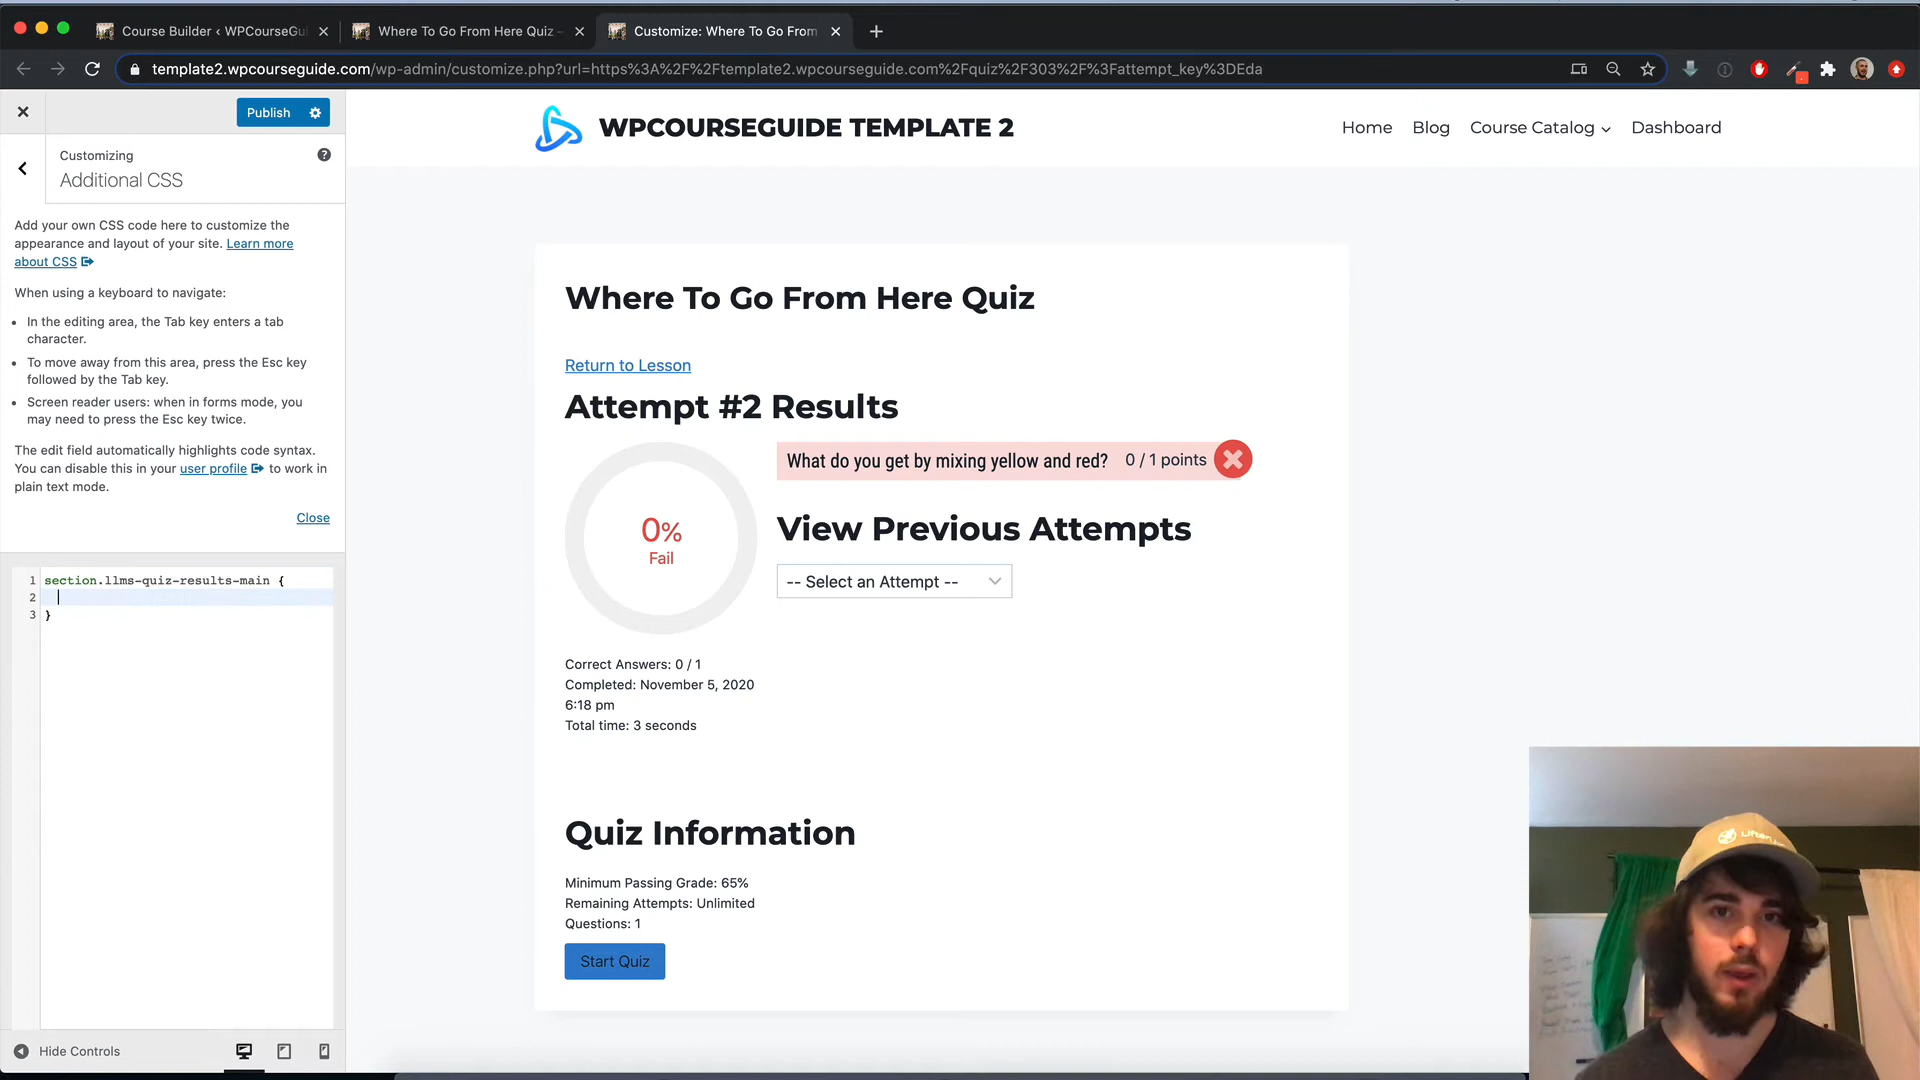 Course Builder ‹ WPCourseGui
Where To Go From Here Quiz –
Customize: Where To Go From
template2.wpcourseguide.com/wp-admin/customize.php?url=https%3A%2F%2Ftemplate2.wpcourseguide.com%2Fquiz%2F303%2F%3Fattempt_key%3DEda
Publish
Customizing
Additional CSS
Add your own CSS code here to customize the
appearance and layout of your site. Learn more
about CSS
When using a keyboard to navigate:
In the editing area, the Tab key enters a tab
character.
To move away from this area, press the Esc key
followed by the Tab key.
Screen reader users: when in forms mode, you
may need to press the Esc key twice.
The edit field automatically highlights code syntax.
You can disable this in your user profile to work in
plain text mode.
Close
1 section.llms-quiz-results-main {
2
3 }
Hide Controls
WPCOURSEGUIDE TEMPLATE 2
Home Blog Course Catalog Dashboard
Where To Go From Here Quiz
Return to Lesson
Attempt #2 Results
0%
Fail
What do you get by mixing yellow and red? 0 / 1 points
View Previous Attempts
-- Select an Attempt --
Correct Answers: 0 / 1
Completed: November 5, 2020
6:18 pm
Total time: 3 seconds
Quiz Information
Minimum Passing Grade: 65%
Remaining Attempts: Unlimited
Questions: 1
Start Quiz